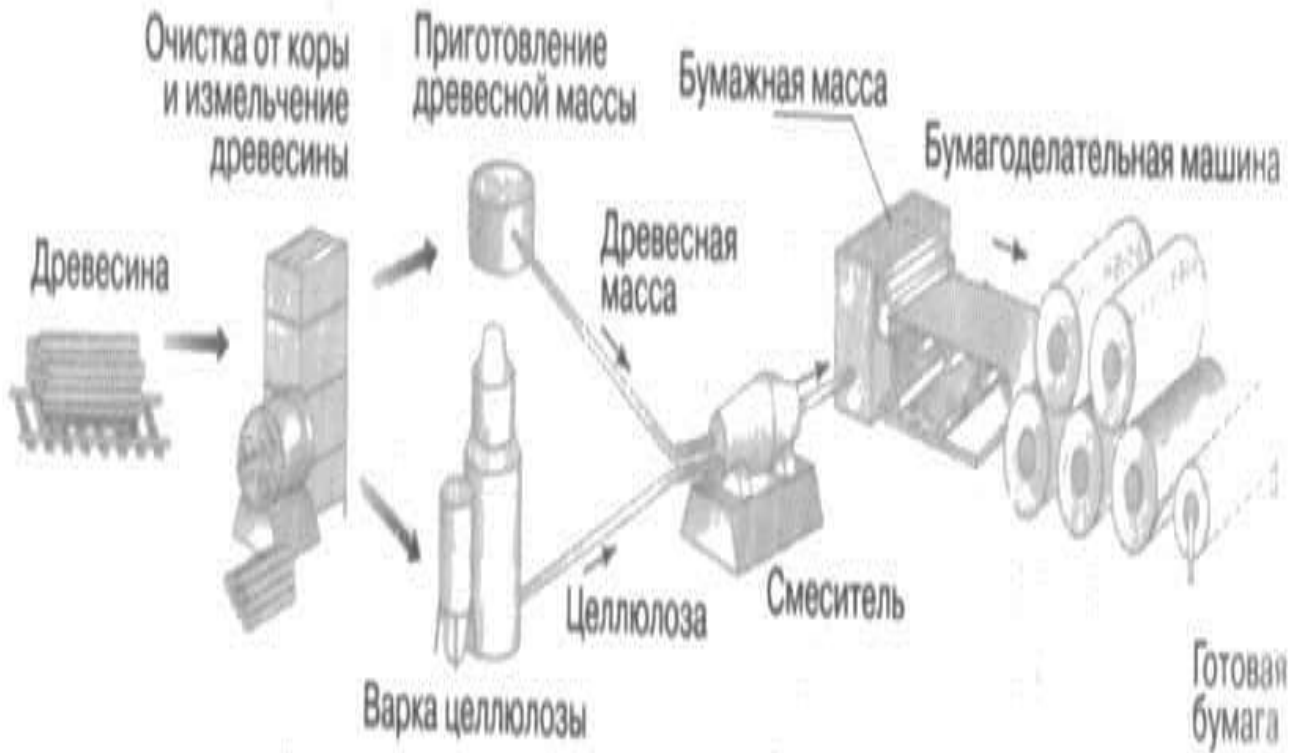 Очистка от коры
и измельчение
древесины
Приготовление
древесной массы
Бумажная масса
Бумагоделательная машина
Древесина
Древесная
масса
Целлюлоза
Смеситель
Варка целлюлозы
Готовая
бумага